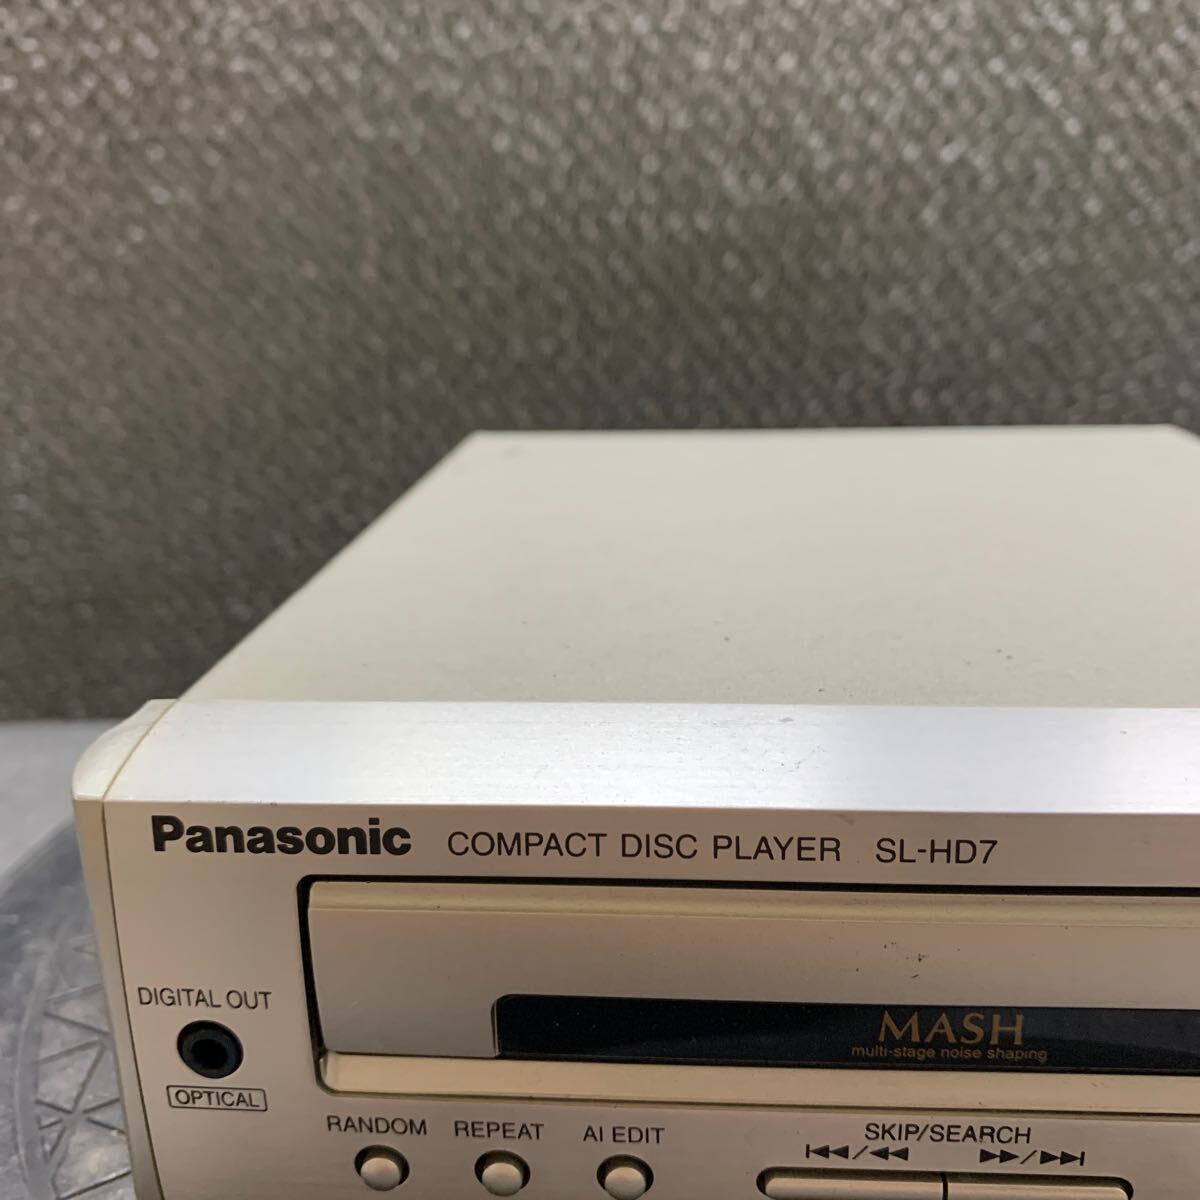 Panasonic COMPACT DISC PLAYER SL-HD7
DIGITAL OUT
OPTICAL
MASH
multi-stage noise shaping
RANDOM REPEAT AI EDIT SKIP/SEARCH